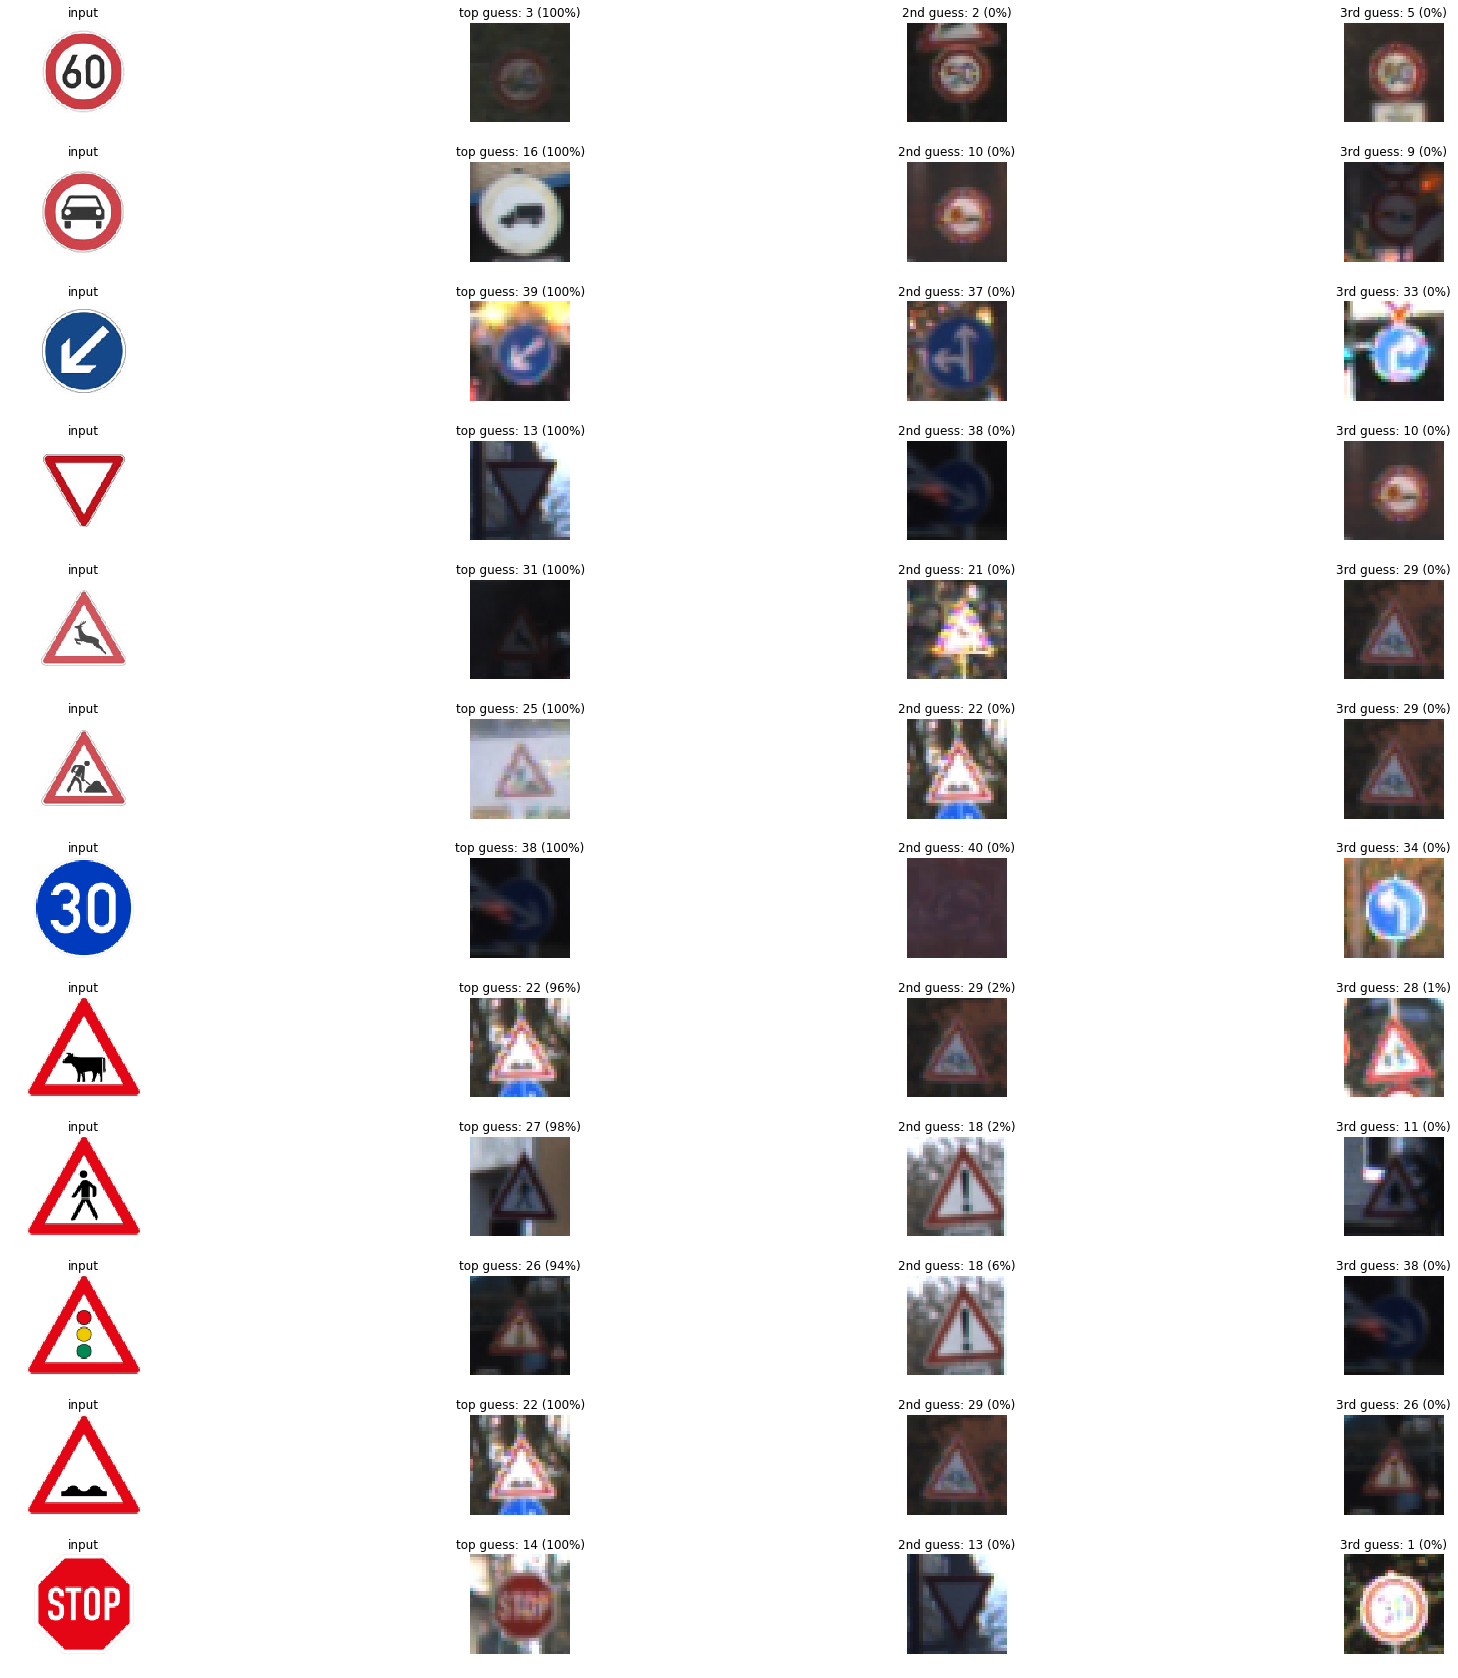 input top guess: 3 (100%) 2nd guess: 2 (0%) 3rd guess: 5 (0%)
60
input top guess: 16 (100%) 2nd guess: 10 (0%) 3rd guess: 9 (0%)
input top guess: 39 (100%) 2nd guess: 37 (0%) 3rd guess: 33 (0%)
input top guess: 13 (100%) 2nd guess: 38 (0%) 3rd guess: 10 (0%)
input top guess: 31 (100%) 2nd guess: 21 (0%) 3rd guess: 29 (0%)
input top guess: 25 (100%) 2nd guess: 22 (0%) 3rd guess: 29 (0%)
input top guess: 38 (100%) 2nd guess: 40 (0%) 3rd guess: 34 (0%)
30
input top guess: 22 (96%) 2nd guess: 29 (2%) 3rd guess: 28 (1%)
input top guess: 27 (98%) 2nd guess: 18 (2%) 3rd guess: 11 (0%)
input top guess: 26 (94%) 2nd guess: 18 (6%) 3rd guess: 38 (0%)
input top guess: 22 (100%) 2nd guess: 29 (0%) 3rd guess: 26 (0%)
input top guess: 14 (100%) 2nd guess: 13 (0%) 3rd guess: 1 (0%)
STOP STOP